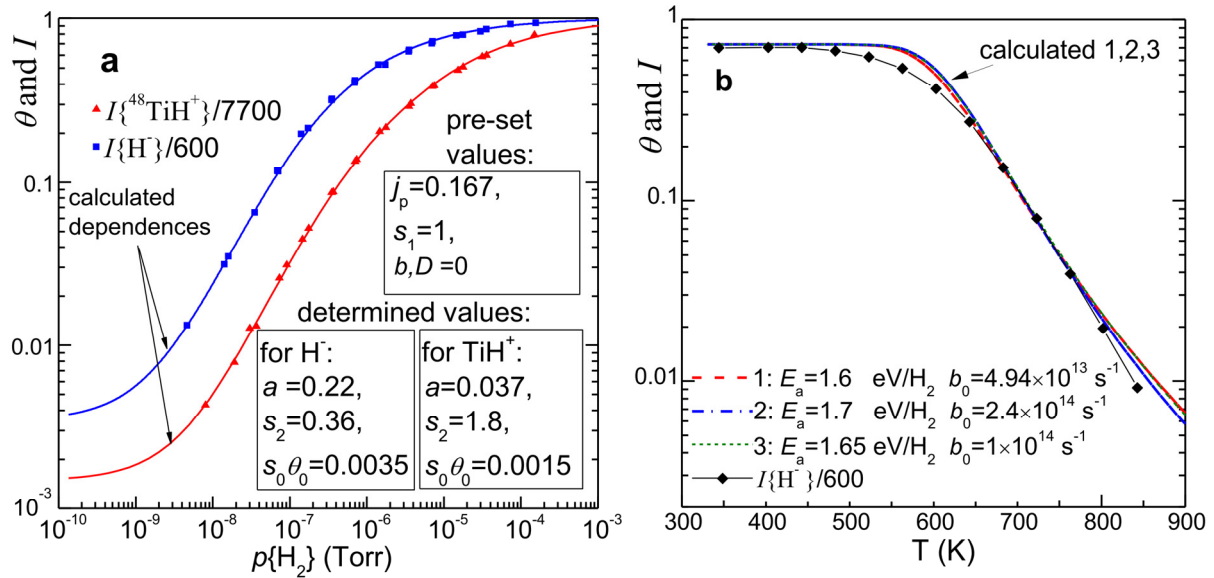 θ and I
1
0.1
0.01
10⁻³
a
I{⁴⁸TiH⁺}/7700
I{H⁻}/600
calculated
dependences
pre-set
values:
jₚ=0.167,
s₁=1,
b,D =0
determined values:
for H⁻:
a =0.22,
s₂=0.36,
s₀θ₀=0.0035
for TiH⁺:
a=0.037,
s₂=1.8,
s₀θ₀=0.0015
10⁻¹⁰ 10⁻⁹ 10⁻⁸ 10⁻⁷ 10⁻⁶ 10⁻⁵ 10⁻⁴ 10⁻³
p{H₂} (Torr)
θ and I
1
0.1
0.01
b
calculated 1,2,3
1: Eₐ=1.6 eV/H₂ b₀=4.94×10¹³ s⁻¹
2: Eₐ=1.7 eV/H₂ b₀=2.4×10¹⁴ s⁻¹
3: Eₐ=1.65 eV/H₂ b₀=1×10¹⁴ s⁻¹
I{H⁻}/600
300 400 500 600 700 800 900
T (K)